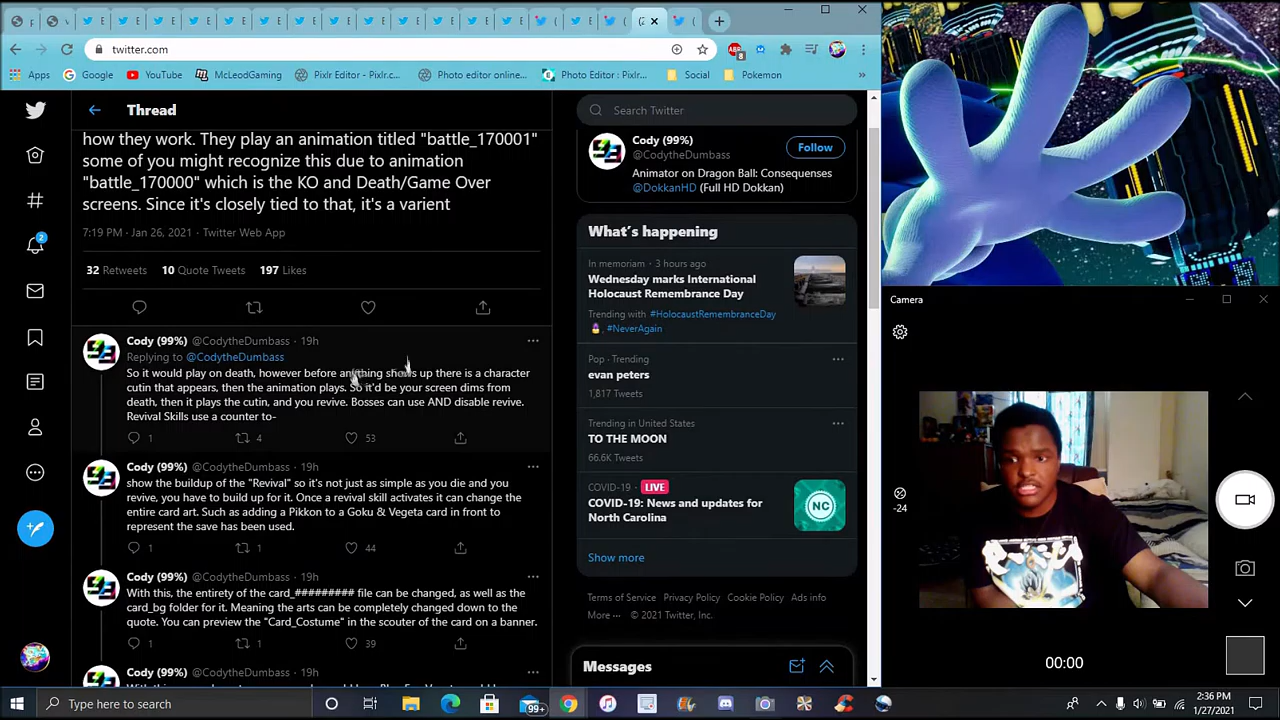 twitter.com
Apps
Google
YouTube
McLeodGaming
Pixlr Editor - Pixlr.c...
Photo editor online...
Photo Editor : Pixlr...
Social
Pokemon
»
Thread
how they work. They play an animation titled "battle_170001"
some of you might recognize this due to animation
"battle_170000" which is the KO and Death/Game Over
screens. Since it's closely tied to that, it's a varient
7:19 PM · Jan 26, 2021 · Twitter Web App
32 Retweets 10 Quote Tweets 197 Likes
Cody (99%) @CodytheDumbass · 19h
Replying to @CodytheDumbass
So it would play on death, however before anything shows up there is a character
cutin that appears, then the animation plays. So it'd be your screen dims from
death, then it plays the cutin, and you revive. Bosses can use AND disable revive.
Revival Skills use a counter to-
1 4 53
Cody (99%) @CodytheDumbass · 19h
show the buildup of the "Revival" so it's not just as simple as you die and you
revive, you have to build up for it. Once a revival skill activates it can change the
entire card art. Such as adding a Pikkon to a Goku & Vegeta card in front to
represent the save has been used.
1 1 44
Cody (99%) @CodytheDumbass · 19h
With this, the entirety of the card_######### file can be changed, as well as the
card_bg folder for it. Meaning the arts can be completely changed down to the
quote. You can preview the "Card_Costume" in the scouter of the card on a banner.
1 1 39
Cody (99%) @CodytheDumbass · 19h
Search Twitter
Cody (99%)
@CodytheDumbass
Follow
Animator on Dragon Ball: Consequences
@DokkanHD (Full HD Dokkan)
What's happening
In memoriam · 3 hours ago
Wednesday marks International
Holocaust Remembrance Day
Trending with #HolocaustRemembranceDay
, #NeverAgain
Pop · Trending
evan peters
1,817 Tweets
Trending in United States
TO THE MOON
66.6K Tweets
COVID-19 LIVE
COVID-19: News and updates for
North Carolina
Show more
Terms of Service Privacy Policy Cookie Policy Ads info
More ··· © 2021 Twitter, Inc.
Messages
Camera
-24
00:00
Type here to search
99+
2:36 PM
1/27/2021